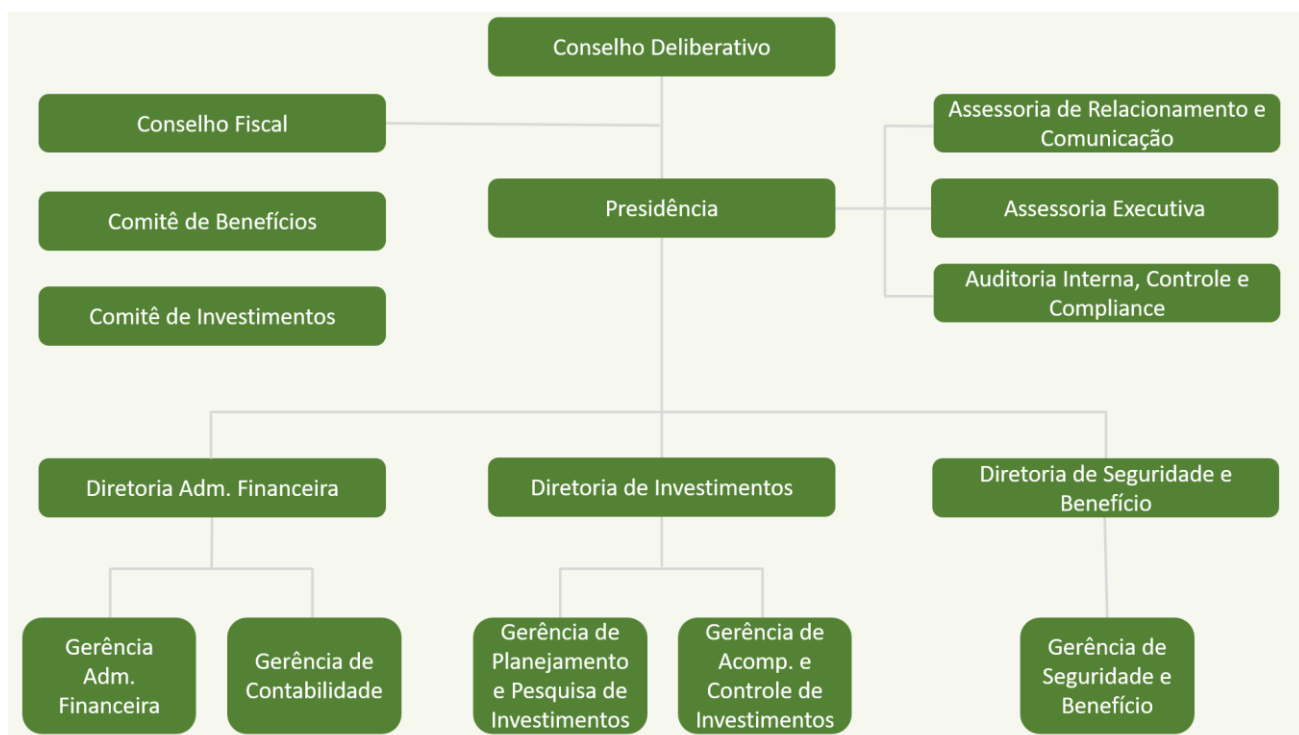 Conselho Deliberativo
Conselho Fiscal
Assessoria de Relacionamento e
Comunicação
Comitê de Benefícios
Presidência
Assessoria Executiva
Comitê de Investimentos
Auditoria Interna, Controle e
Compliance
Diretoria Adm. Financeira
Diretoria de Investimentos
Diretoria de Seguridade e
Benefício
Gerência
Adm.
Financeira
Gerência de
Contabilidade
Gerência de
Planejamento
e Pesquisa de
Investimentos
Gerência de
Acomp. e
Controle de
Investimentos
Gerência de
Seguridade e
Benefício